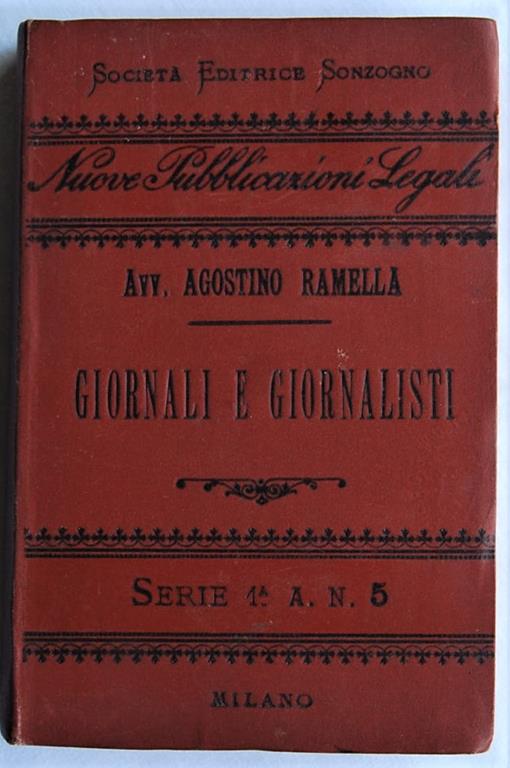 Società Editrice Sonzogno
Nuove Pubblicazioni Legali
Avv. AGOSTINO RAMELLA
GIORNALI E GIORNALISTI
SERIE 1ª A. N. 5
MILANO